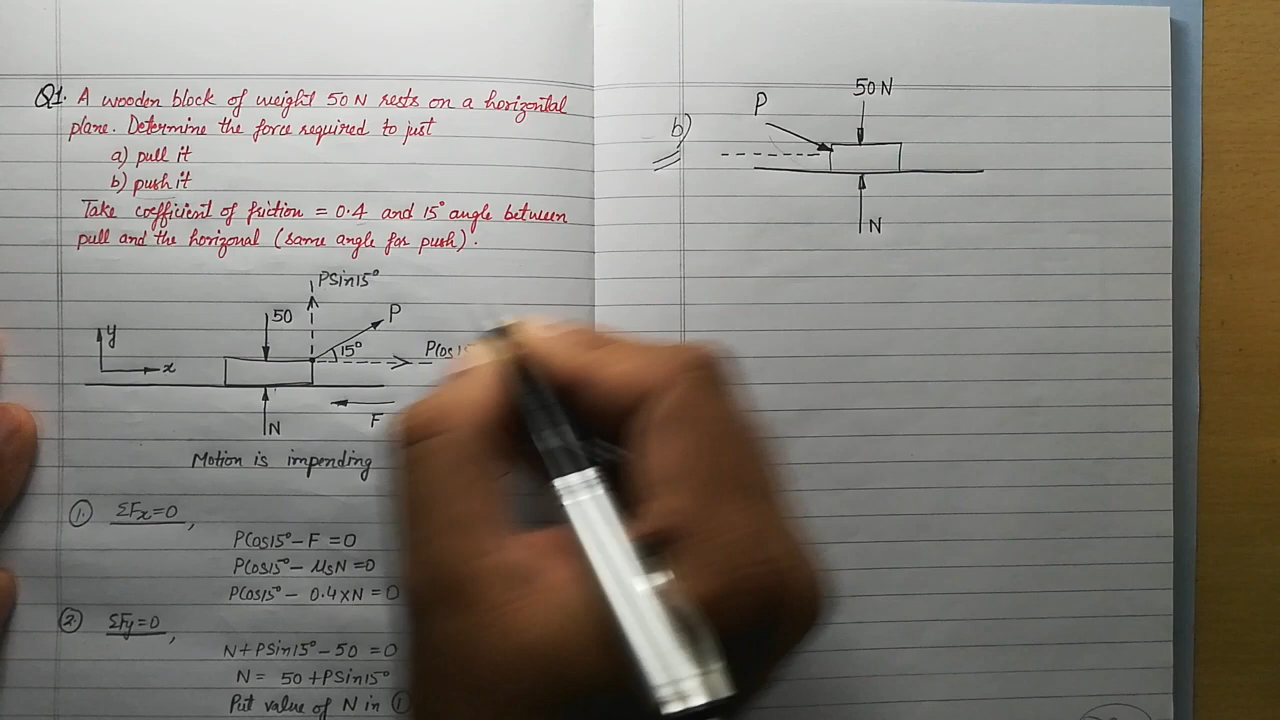 Q1. A wooden block of weight 50 N rests on a horizontal
plane. Determine the force required to just
a) pull it
b) push it
Take coefficient of friction = 0.4 and 15° angle between
pull and the horizonal (same angle for push).
PSin15°
50
P
15°
y
x
N
F
Motion is impending
1. ΣFx=0,
PCos15° - F = 0
PCos15° - μsN = 0
PCos15° - 0.4×N = 0
2. ΣFy=0,
N + PSin15° - 50 = 0
N = 50 + PSin15°
Put value of N in 1
b)
50 N
P
N